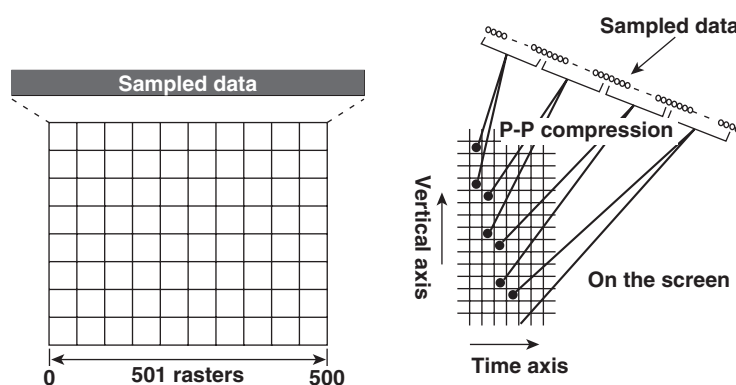 Sampled data
0
501 rasters
500
Sampled data
P-P compression
Vertical axis
On the screen
Time axis